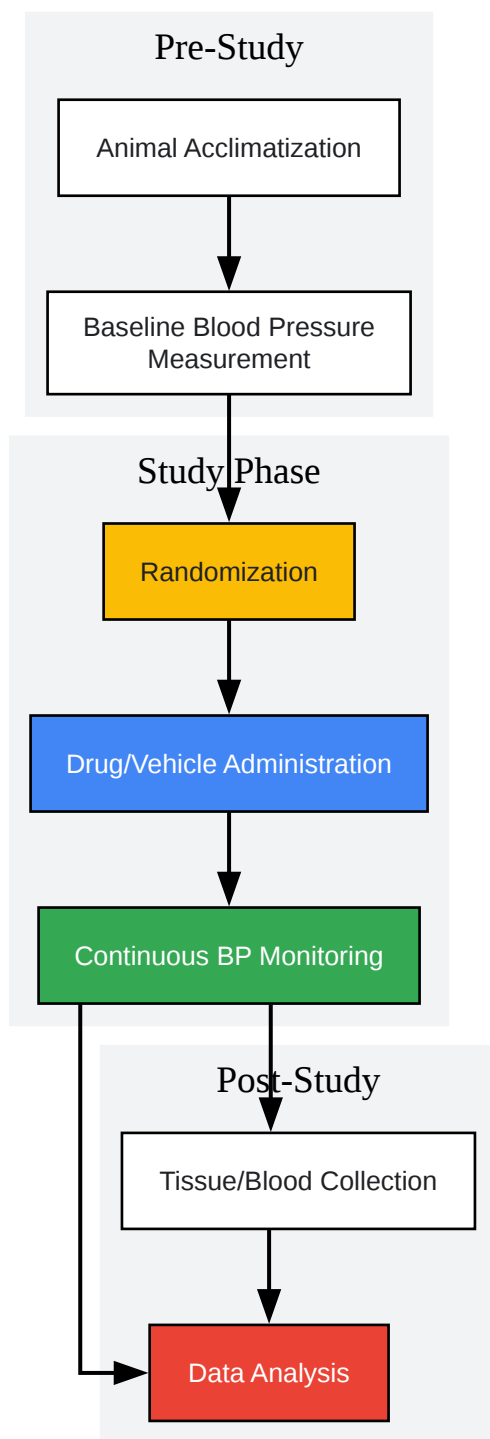 Pre-Study
Animal Acclimatization
Baseline Blood Pressure
Measurement
Study Phase
Randomization
Drug/Vehicle Administration
Continuous BP Monitoring
Post-Study
Tissue/Blood Collection
Data Analysis